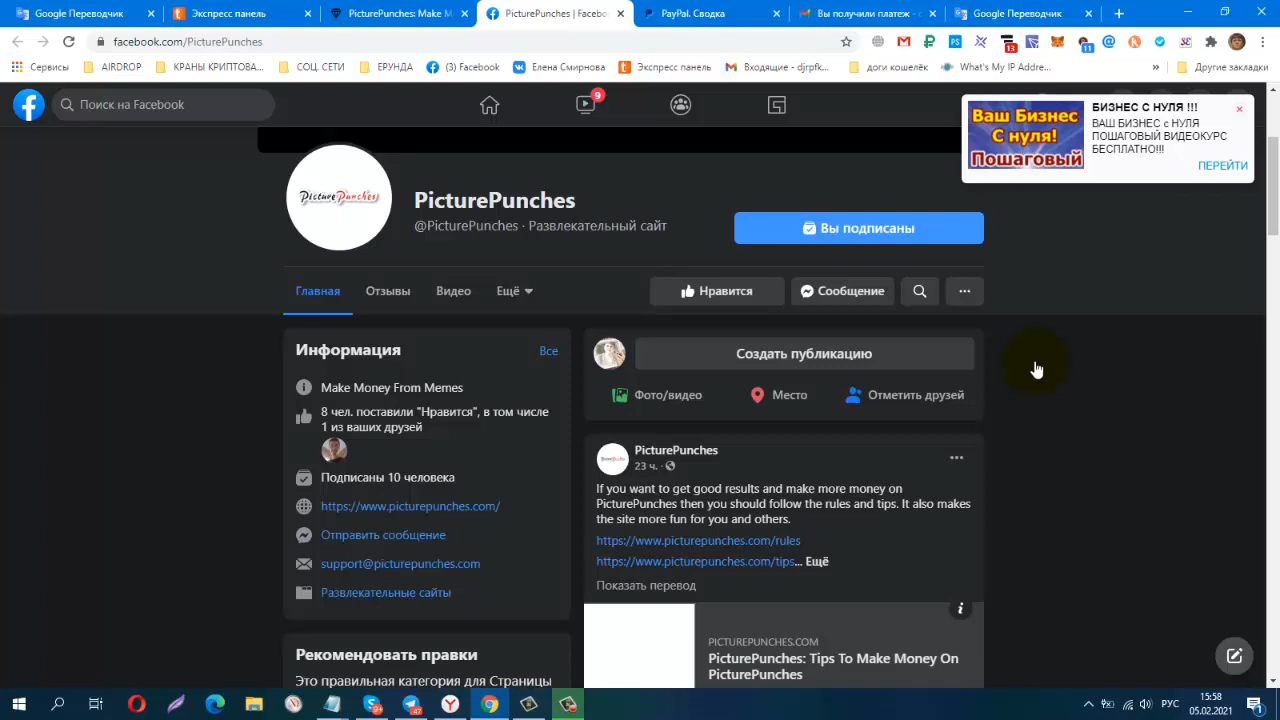 Google Переводчик
Экспресс панель
PicturePunches: Make M
PicturePunches | Facebo
PayPal. Сводка
Вы получили платеж - 
Google Переводчик
facebook.com/PicturePunches
13
11
Сервисы
AIRDROP
КРАНЫ КРИПТОВА...
СОЦ. СЕТИ
ЕРУНДА
(3) Facebook
Елена Смирнова
Экспресс панель
Входящие - djrpfk...
доги кошелёк
What's My IP Addre...
Другие закладки
Поиск на Facebook
9
Ваш Бизнес
С нуля!
Пошаговый
БИЗНЕС С НУЛЯ !!!
ВАШ БИЗНЕС с НУЛЯ
ПОШАГОВЫЙ ВИДЕОКУРС
БЕСПЛАТНО!!!
ПЕРЕЙТИ
PicturePunches
PicturePunches
@PicturePunches · Развлекательный сайт
Вы подписаны
Главная
Отзывы
Видео
Ещё
Нравится
Сообщение
Информация
Все
Make Money From Memes
8 чел. поставили "Нравится", в том числе
1 из ваших друзей
Подписаны 10 человека
https://www.picturepunches.com/
Отправить сообщение
support@picturepunches.com
Развлекательные сайты
Рекомендовать правки
Это правильная категория для Страницы
Создать публикацию
Фото/видео
Место
Отметить друзей
PicturePunches
23 ч. ·
If you want to get good results and make more money on
PicturePunches then you should follow the rules and tips. It also makes
the site more fun for you and others.
https://www.picturepunches.com/rules
https://www.picturepunches.com/tips... Ещё
Показать перевод
PICTUREPUNCHES.COM
PicturePunches: Tips To Make Money On
PicturePunches
РУС
15:58
05.02.2021